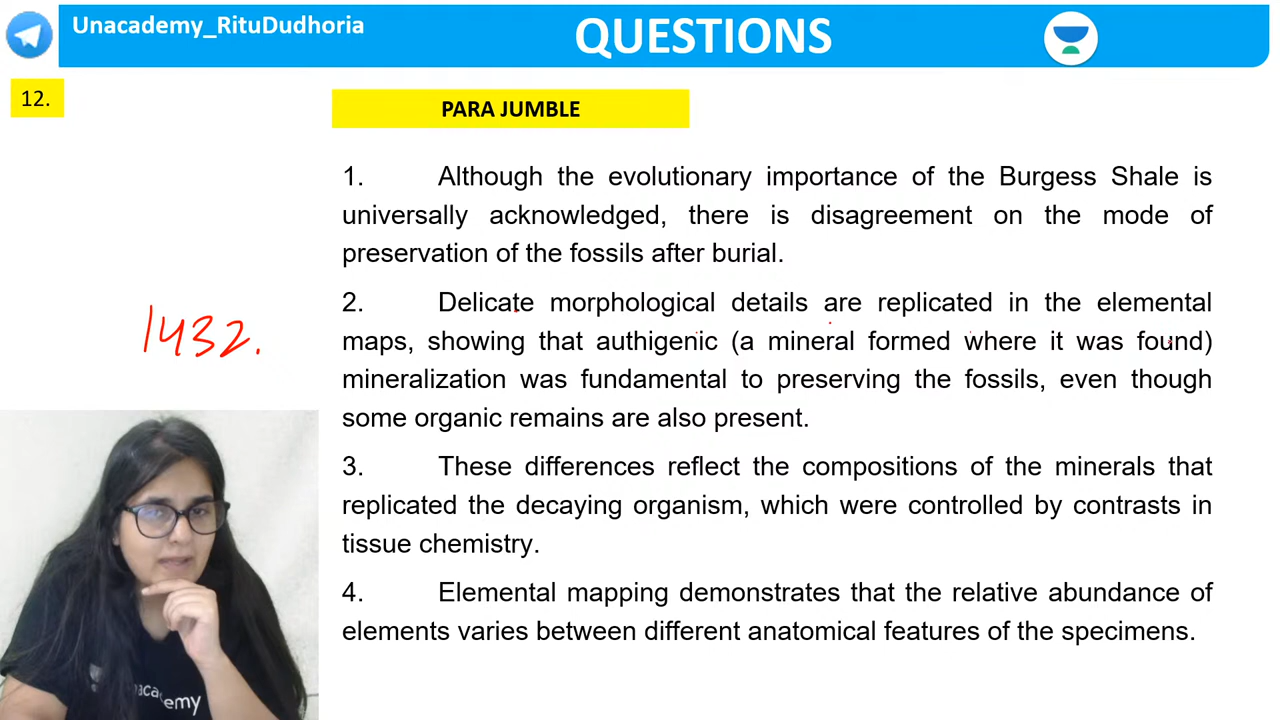 Unacademy_RituDudhoria
QUESTIONS
12.
PARA JUMBLE
1. Although the evolutionary importance of the Burgess Shale is
universally acknowledged, there is disagreement on the mode of
preservation of the fossils after burial.
2. Delicate morphological details are replicated in the elemental
maps, showing that authigenic (a mineral formed where it was found)
mineralization was fundamental to preserving the fossils, even though
some organic remains are also present.
1432.
3. These differences reflect the compositions of the minerals that
replicated the decaying organism, which were controlled by contrasts in
tissue chemistry.
4. Elemental mapping demonstrates that the relative abundance of
elements varies between different anatomical features of the specimens.